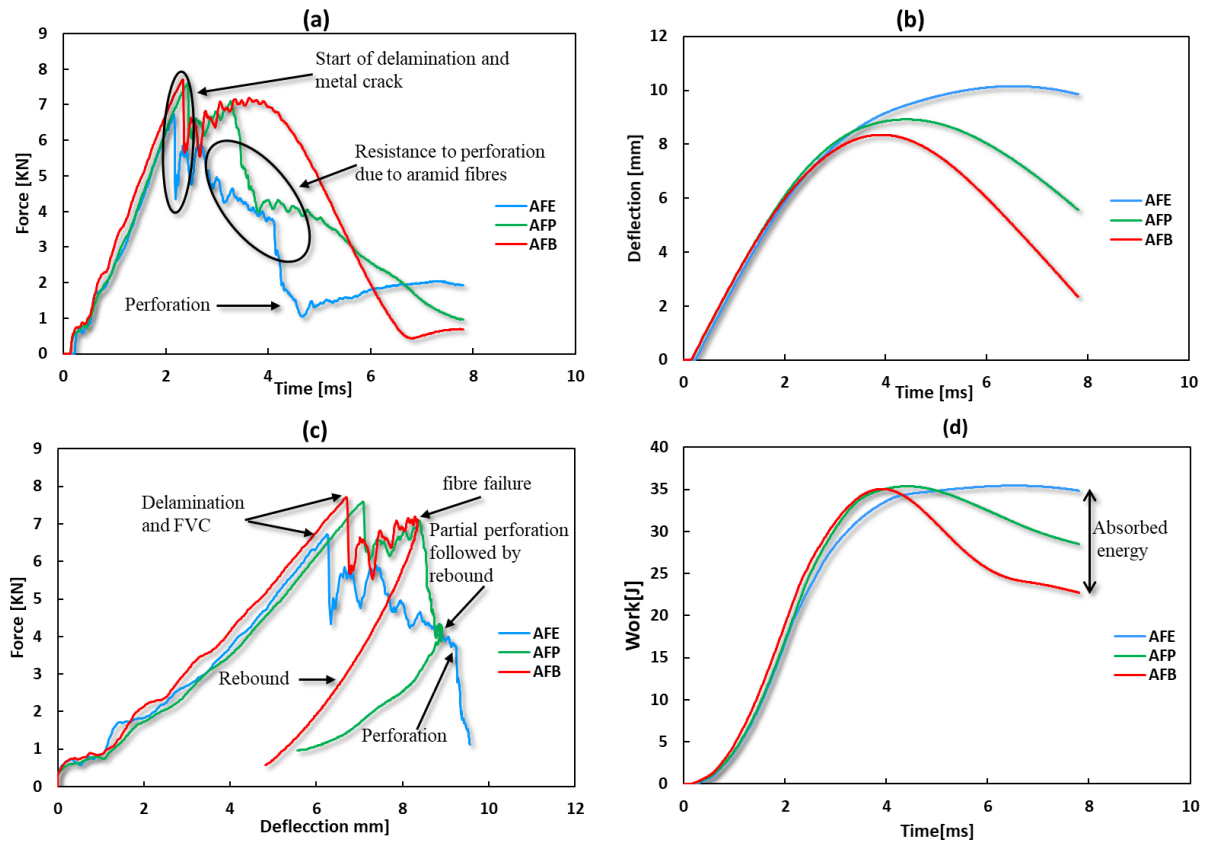 (a)
9
8
7
6
5
4
3
2
1
0
Force [KN]
Start of delamination and
metal crack
Resistance to perforation
due to aramid fibres
Perforation
AFE
AFP
AFB
0 2 4 6 8 10
Time [ms]
(b)
12
10
8
6
4
2
0
Deflection [mm]
AFE
AFP
AFB
0 2 4 6 8 10
Time [ms]
(c)
9
8
7
6
5
4
3
2
1
0
Force [KN]
Delamination
and FVC
fibre failure
Partial perforation
followed by
rebound
Rebound
Perforation
AFE
AFP
AFB
0 2 4 6 8 10 12
Deflecction mm]
(d)
40
35
30
25
20
15
10
5
0
Work[J]
Absorbed
energy
AFE
AFP
AFB
0 2 4 6 8 10
Time[ms]